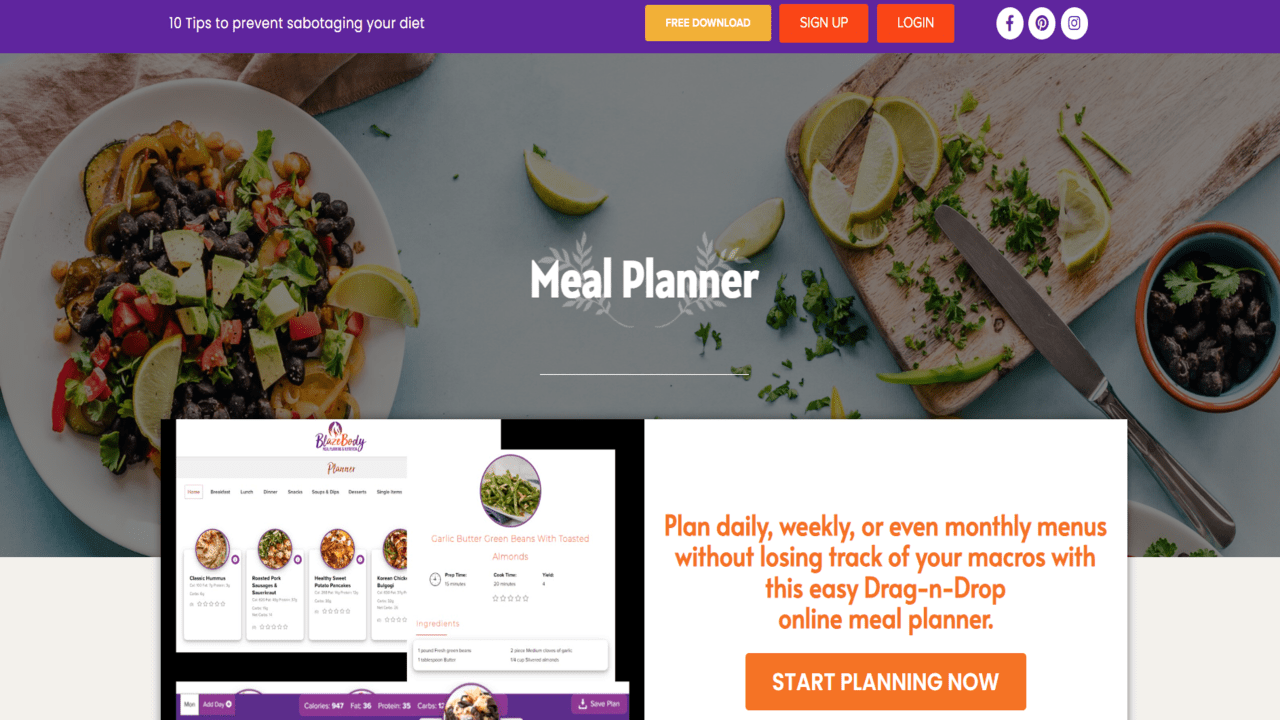 10 Tips to prevent sabotaging your diet
FREE DOWNLOAD
SIGN UP
LOGIN
Meal Planner
BlazeBody
MEAL PLANNING & NUTRITION
Planner
Home Breakfast Lunch Dinner Snacks Soups & Dips Desserts Single Items
Classic Hummus
Roasted Pork
Sausages &
Sauerkraut
Healthy Sweet
Potato Pancakes
Korean Chick
Bulgogi
Garlic Butter Green Beans With Toasted
Almonds
Prep Time:
15 minutes
Cook Time:
20 minutes
Yield:
4
Ingredients
1 pound Fresh green beans
2 piece Medium cloves of garlic
1 tablespoon Butter
1/4 cup Slivered almonds
Mon
Add Day
Calories: 947 Fat: 36 Protein: 35 Carbs: 12
Save Plan
Plan daily, weekly, or even monthly menus
without losing track of your macros with
this easy Drag-n-Drop
online meal planner.
START PLANNING NOW